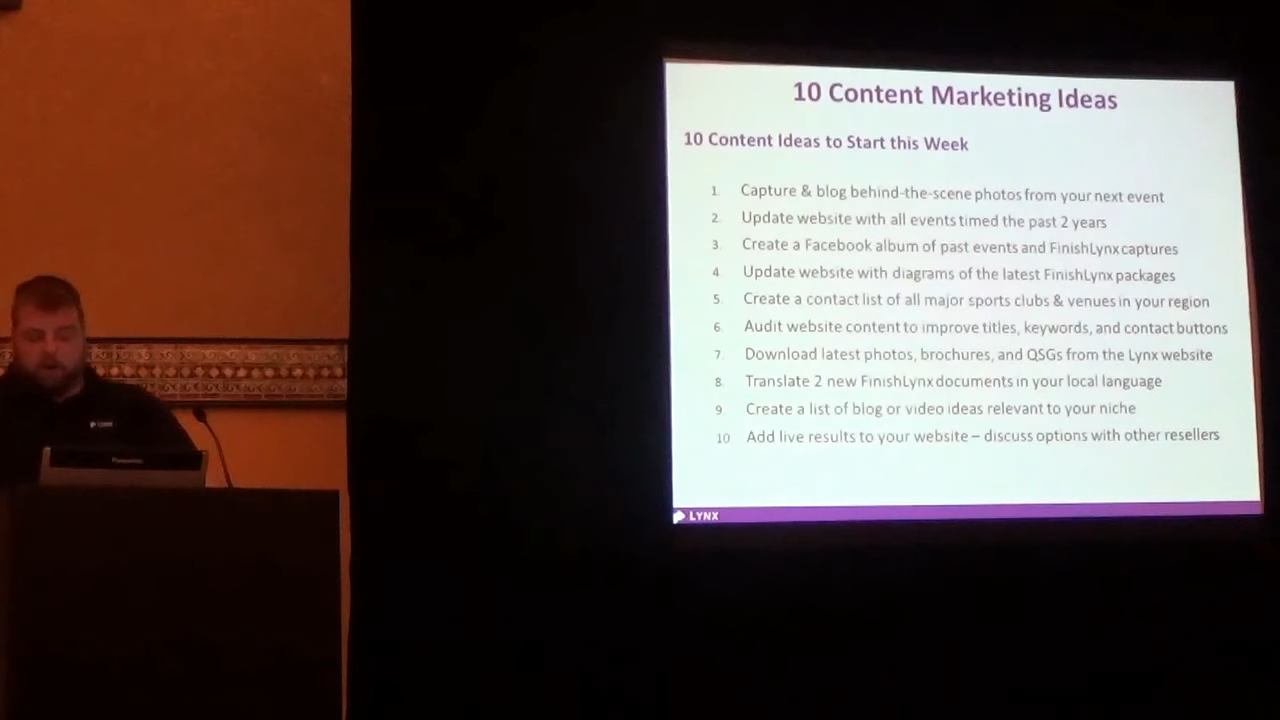 10 Content Marketing Ideas
10 Content Ideas to Start this Week
1. Capture & blog behind-the-scene photos from your next event
2. Update website with all events timed the past 2 years
3. Create a Facebook album of past events and FinishLynx captures
4. Update website with diagrams of the latest FinishLynx packages
5. Create a contact list of all major sports clubs & venues in your region
6. Audit website content to improve titles, keywords, and contact buttons
7. Download latest photos, brochures, and QSGs from the Lynx website
8. Translate 2 new FinishLynx documents in your local language
9. Create a list of blog or video ideas relevant to your niche
10 Add live results to your website – discuss options with other resellers
LYNX
LYNX
Panasonic